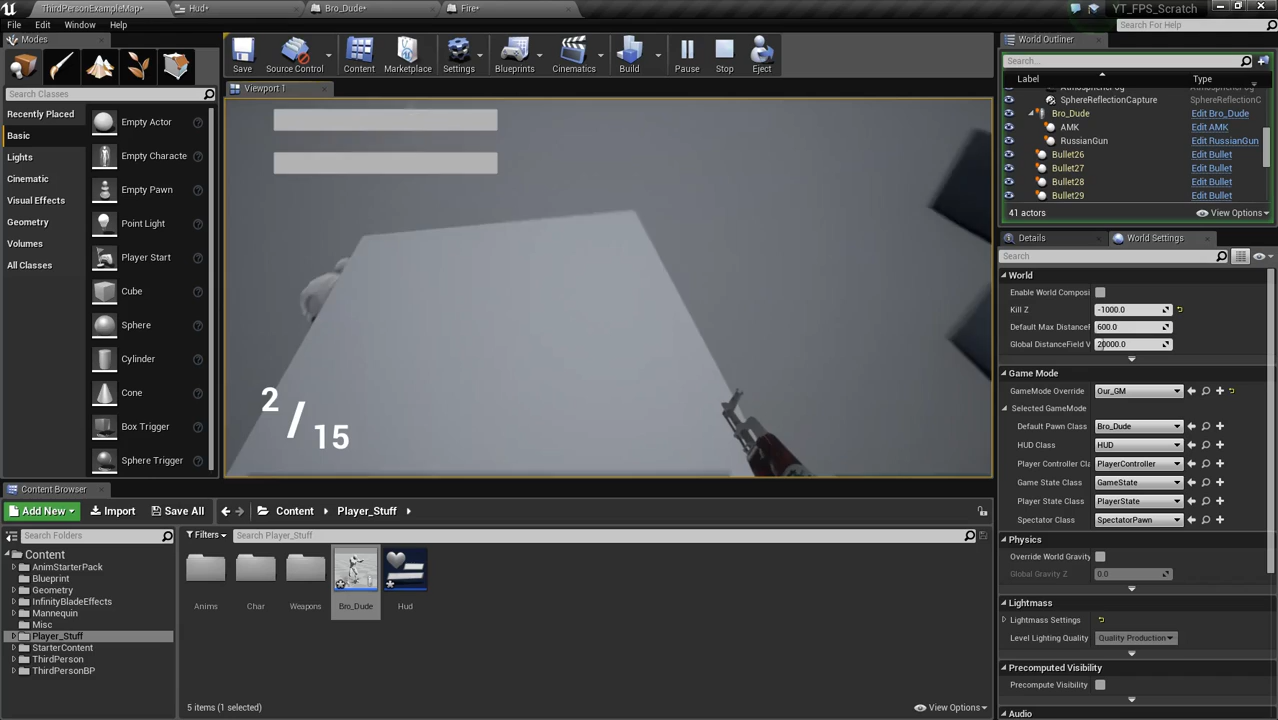 ThirdPersonExampleMap*
Hud*
Bro_Dude*
Fire*
YT_FPS_Scratch
File Edit Window Help
Search For Help
Modes
Search Classes
Recently Placed
Basic
Lights
Cinematic
Visual Effects
Geometry
Volumes
All Classes
Empty Actor
Empty Characte
Empty Pawn
Point Light
Player Start
Cube
Sphere
Cylinder
Cone
Box Trigger
Sphere Trigger
Save
Source Control
Content
Marketplace
Settings
Blueprints
Cinematics
Build
Pause
Stop
Eject
Viewport 1
2
/
15
World Outliner
Search...
Label Type
SphereReflectionCapture SphereReflectionC
Bro_Dude Edit Bro_Dude
AMK Edit AMK
RussianGun Edit RussianGun
Bullet26 Edit Bullet
Bullet27 Edit Bullet
Bullet28 Edit Bullet
Bullet29 Edit Bullet
41 actors
View Options
Details
World Settings
Search
World
Enable World Composi
Kill Z -1000.0
Default Max DistanceF 600.0
Global DistanceField V 20000.0
Game Mode
GameMode Override Our_GM
Selected GameMode
Default Pawn Class Bro_Dude
HUD Class HUD
Player Controller Cla PlayerController
Game State Class GameState
Player State Class PlayerState
Spectator Class SpectatorPawn
Physics
Override World Gravity
Global Gravity Z 0.0
Lightmass
Lightmass Settings
Level Lighting Quality Quality Production
Precomputed Visibility
Precompute Visibility
Audio
Content Browser
Add New
Import
Save All
Content
Player_Stuff
Search Folders
Filters
Search Player_Stuff
Content
AnimStarterPack
Blueprint
Geometry
InfinityBladeEffects
Mannequin
Misc
Player_Stuff
StarterContent
ThirdPerson
ThirdPersonBP
Anims
Char
Weapons
Bro_Dude
Hud
5 items (1 selected)
View Options